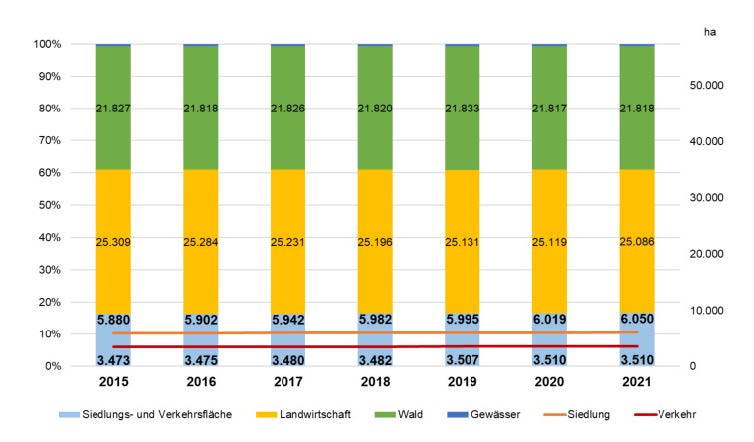 ha
100%
90%
80%
70%
60%
50%
40%
30%
20%
10%
0%
50.000
40.000
30.000
20.000
10.000
0
21.827 21.818 21.826 21.820 21.833 21.817 21.818
25.309 25.284 25.231 25.196 25.131 25.119 25.086
5.880 5.902 5.942 5.982 5.995 6.019 6.050
3.473 3.475 3.480 3.482 3.507 3.510 3.510
2015 2016 2017 2018 2019 2020 2021
Siedlungs- und Verkehrsfläche Landwirtschaft Wald Gewässer Siedlung Verkehr